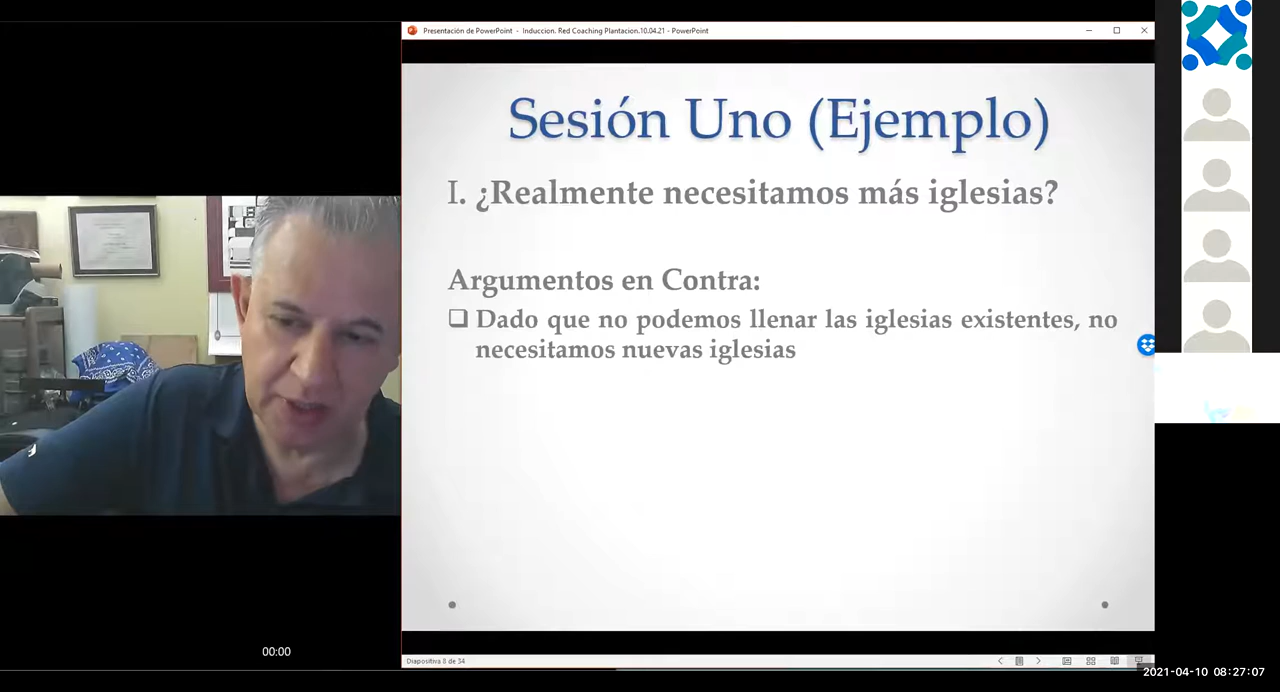 Presentación de PowerPoint - Induccion. Red Coaching Plantacion.10.04.21 - PowerPoint
Sesión Uno (Ejemplo)
I. ¿Realmente necesitamos más iglesias?
Argumentos en Contra:
Dado que no podemos llenar las iglesias existentes, no
necesitamos nuevas iglesias
00:00
Diapositiva 8 de 34
2021-04-10 08:27:07